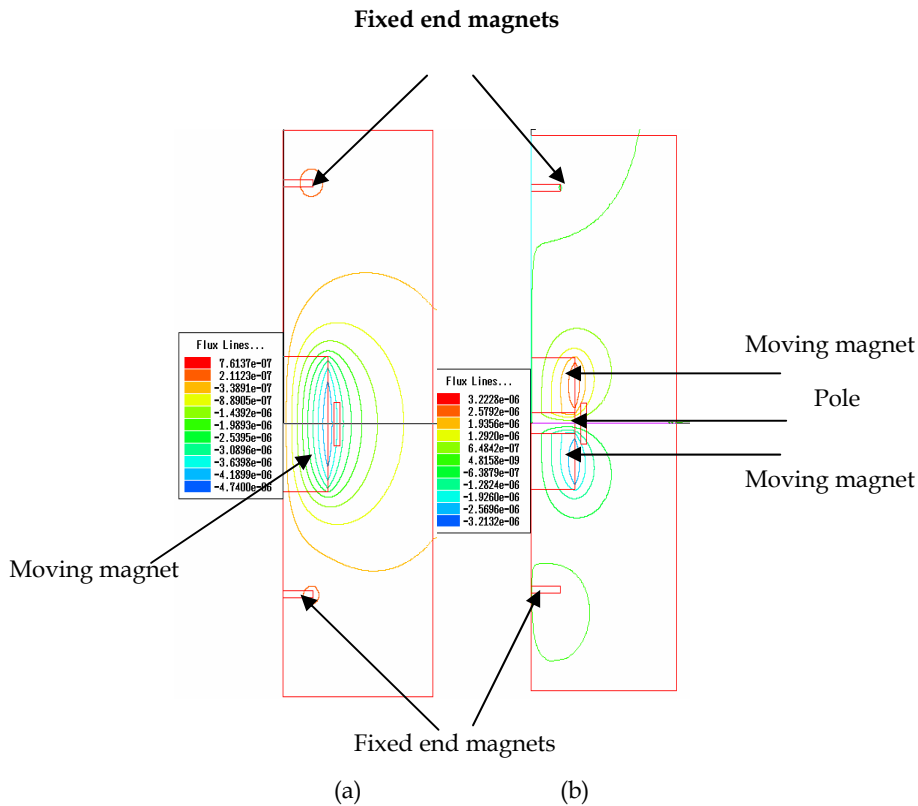 Fixed end magnets
Flux Lines...
7.6137e-07
2.1123e-07
-3.3891e-07
-8.8905e-07
-1.4392e-06
-1.9893e-06
-2.5395e-06
-3.0896e-06
-3.6398e-06
-4.1899e-06
-4.7400e-06
Flux Lines...
3.2228e-06
2.5792e-06
1.9356e-06
1.2920e-06
6.4842e-07
4.8158e-09
-6.3879e-07
-1.2824e-06
-1.9260e-06
-2.5696e-06
-3.2132e-06
Moving magnet
Pole
Moving magnet
Moving magnet
Fixed end magnets
(a)
(b)